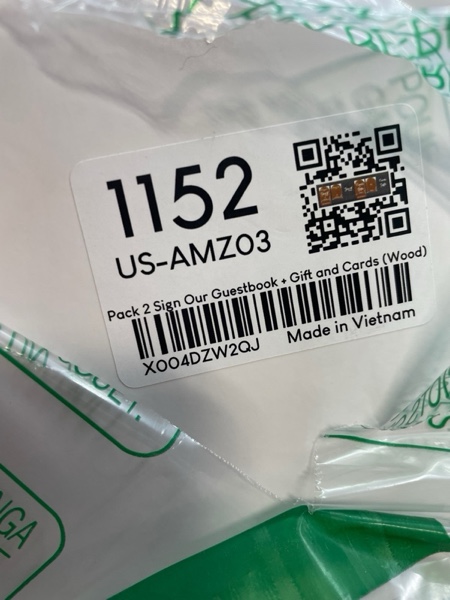 1152
US-AMZ03
Pack 2 Sign Our Guestbook + Gift and Cards (Wood)
X004DZW2QJ Made in Vietnam